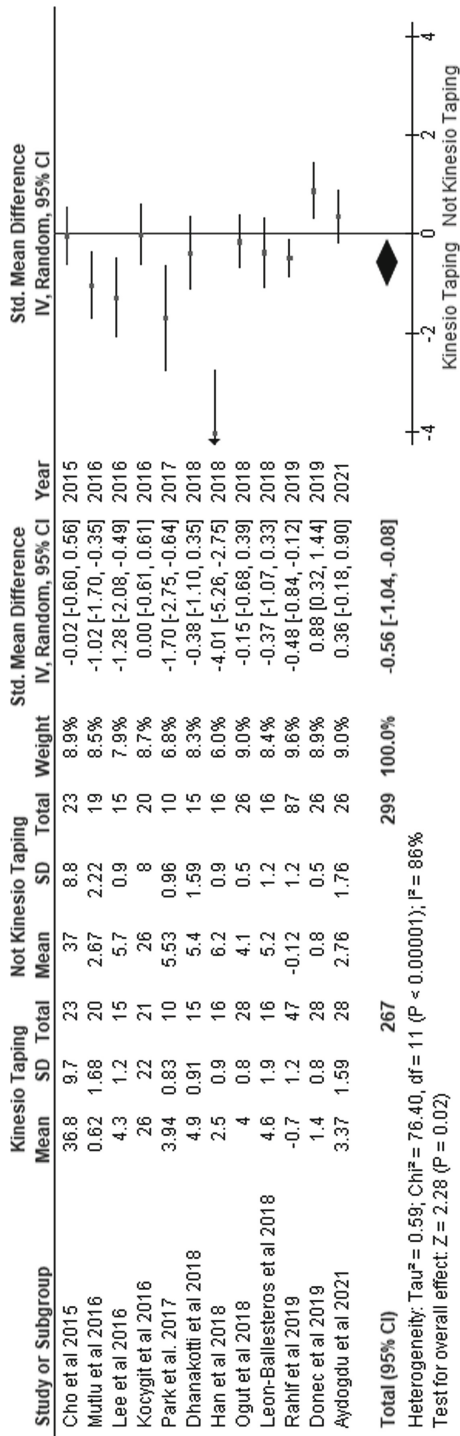 Kinesio Taping Not Kinesio Taping Std. Mean Difference Std. Mean Difference
Study or Subgroup Mean SD Total Mean SD Total Weight IV, Random, 95% CI Year IV, Random, 95% CI
Cho et al 2015 36.8 9.7 23 37 8.8 23 8.9% -0.02 [-0.60, 0.56] 2015
Mutlu et al 2016 0.62 1.68 20 2.67 2.22 19 8.5% -1.02 [-1.70, -0.35] 2016
Lee et al 2016 4.3 1.2 15 5.7 0.9 15 7.9% -1.28 [-2.08, -0.49] 2016
Kocygit et al 2016 26 22 21 26 8 20 8.7% 0.00 [-0.61, 0.61] 2016
Park et al. 2017 3.94 0.83 10 5.53 0.96 10 6.8% -1.70 [-2.75, -0.64] 2017
Dhanakotti et al 2018 4.9 0.91 15 5.4 1.59 15 8.3% -0.38 [-1.10, 0.35] 2018
Han et al 2018 2.5 0.9 16 6.2 0.9 16 6.0% -4.01 [-5.26, -2.75] 2018
Ogut et al 2018 4 0.8 28 4.1 0.5 26 9.0% -0.15 [-0.68, 0.39] 2018
Leon-Ballesteros et al 2018 4.6 1.9 16 5.2 1.2 16 8.4% -0.37 [-1.07, 0.33] 2018
Rahlf et al 2019 -0.7 1.2 47 -0.12 1.2 87 9.6% -0.48 [-0.84, -0.12] 2019
Donec et al 2019 1.4 0.8 28 0.8 0.5 26 8.9% 0.88 [0.32, 1.44] 2019
Aydogdu et al 2021 3.37 1.59 28 2.76 1.76 26 9.0% 0.36 [-0.18, 0.90] 2021
Total (95% CI) 267 299 100.0% -0.56 [-1.04, -0.08]
Heterogeneity: Tau² = 0.59; Chi² = 76.40, df = 11 (P < 0.00001); I² = 86%
Test for overall effect: Z = 2.28 (P = 0.02)
-4 -2 0 2 4
Kinesio Taping Not Kinesio Taping